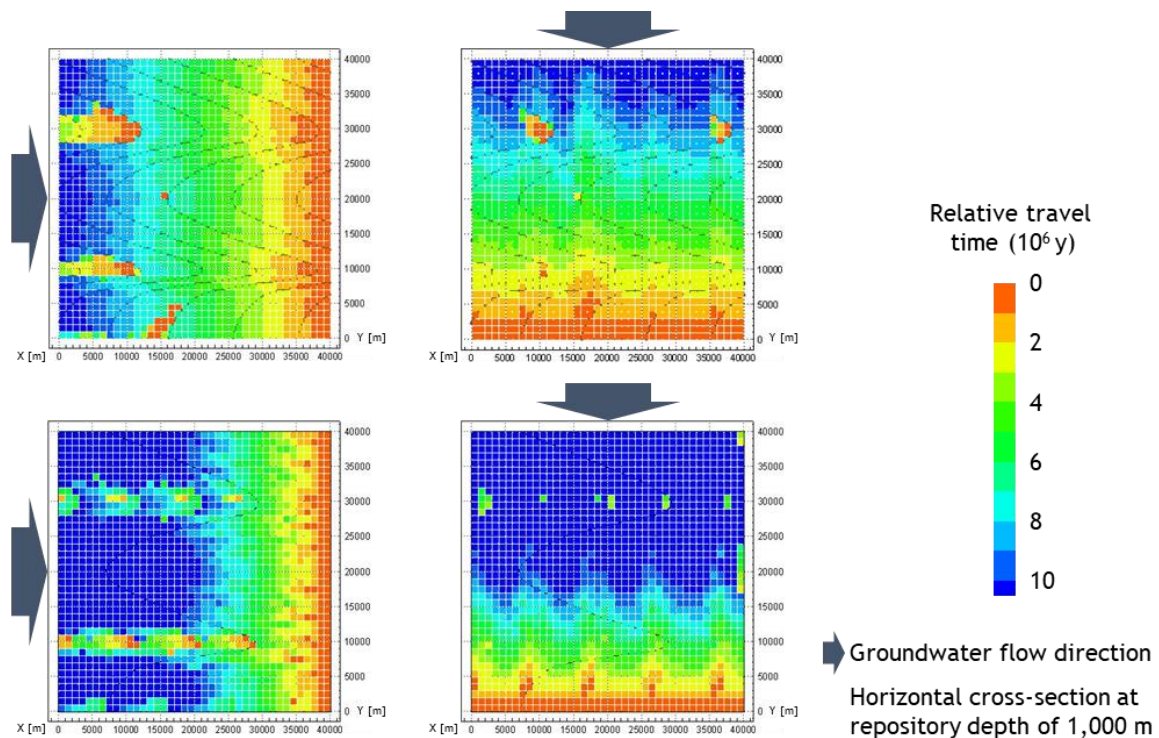 40000
35000
30000
25000
20000
15000
10000
5000
0 Y [m]
X [m] 0 5000 10000 15000 20000 25000 30000 35000 40000
40000
35000
30000
25000
20000
15000
10000
5000
0 Y [m]
X [m] 0 5000 10000 15000 20000 25000 30000 35000 40000
40000
35000
30000
25000
20000
15000
10000
5000
0 Y [m]
X [m] 0 5000 10000 15000 20000 25000 30000 35000 40000
40000
35000
30000
25000
20000
15000
10000
5000
0 Y [m]
X [m] 0 5000 10000 15000 20000 25000 30000 35000 40000
Relative travel
time (10⁶ y)
0
2
4
6
8
10
Groundwater flow direction
Horizontal cross-section at
repository depth of 1,000 m